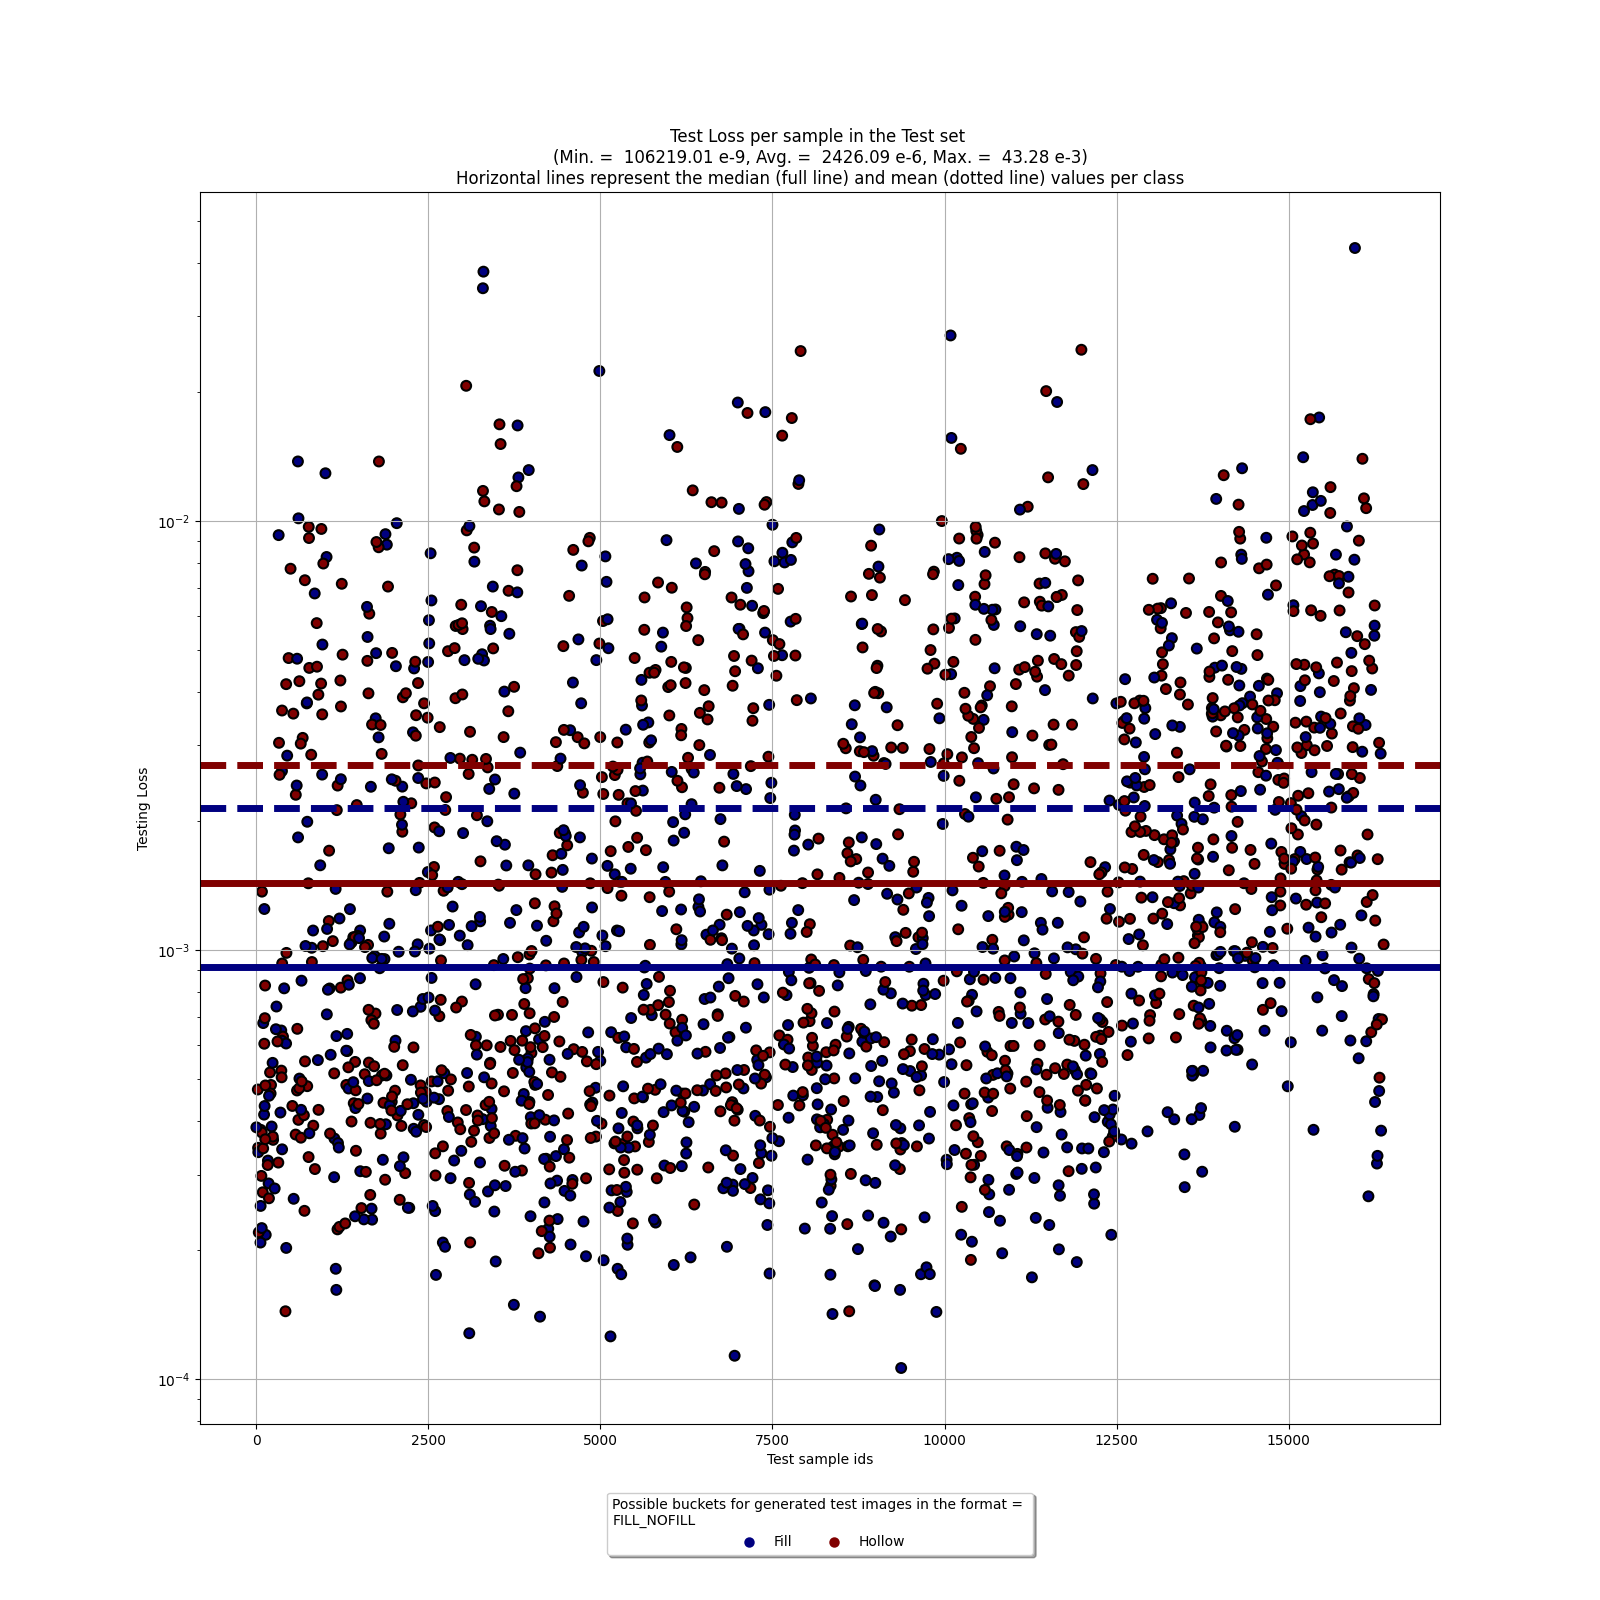 Test Loss per sample in the Test set
(Min. =  106219.01 e-9, Avg. =  2426.09 e-6, Max. =  43.28 e-3)
Horizontal lines represent the median (full line) and mean (dotted line) values per class
Testing Loss
10⁻²
10⁻³
10⁻⁴
0 2500 5000 7500 10000 12500 15000
Test sample ids
Possible buckets for generated test images in the format =
FILL_NOFILL
Fill Hollow